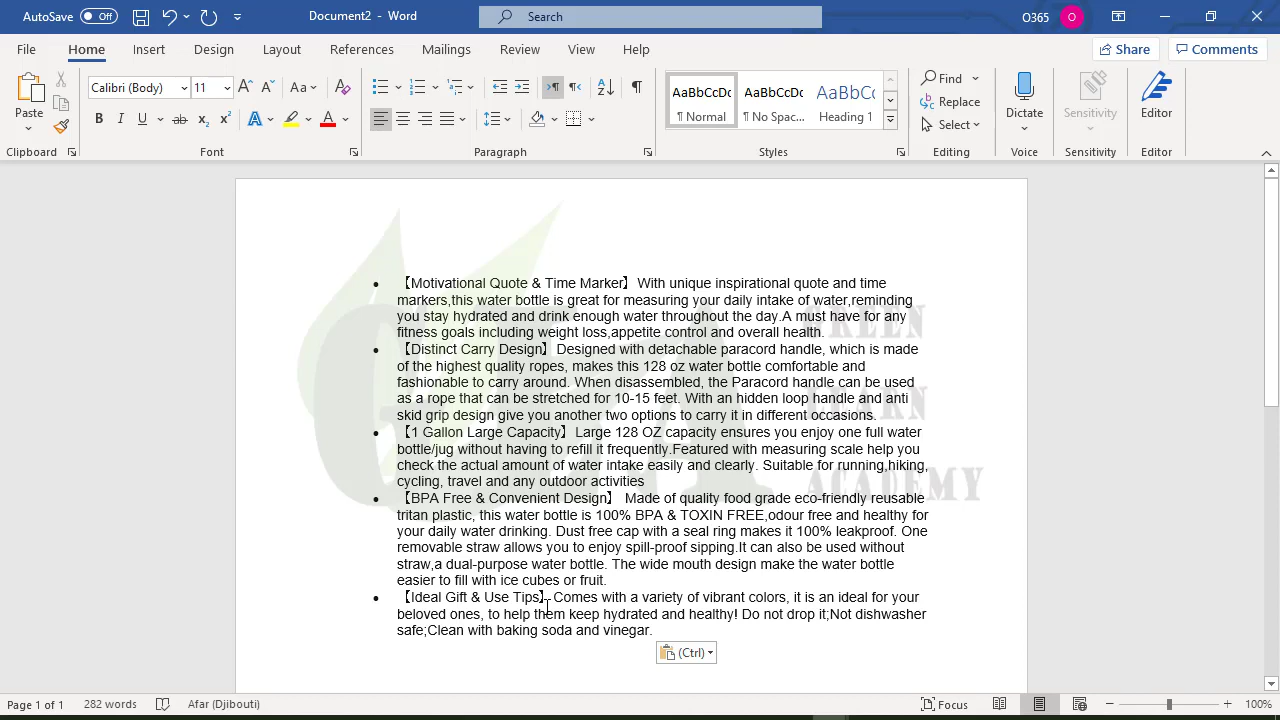 AutoSave Off Document2 - Word Search O365 O
File Home Insert Design Layout References Mailings Review View Help Share Comments
Paste Calibri (Body) 11 Aa AaBbCcDc AaBbCcDc AaBbCc Find Replace Select Dictate Sensitivity Editor
¶ Normal ¶ No Spac... Heading 1
Clipboard Font Paragraph Styles Editing Voice Sensitivity Editor
• 【Motivational Quote & Time Marker】 With unique inspirational quote and time
markers,this water bottle is great for measuring your daily intake of water,reminding
you stay hydrated and drink enough water throughout the day.A must have for any
fitness goals including weight loss,appetite control and overall health.
• 【Distinct Carry Design】 Designed with detachable paracord handle, which is made
of the highest quality ropes, makes this 128 oz water bottle comfortable and
fashionable to carry around. When disassembled, the Paracord handle can be used
as a rope that can be stretched for 10-15 feet. With an hidden loop handle and anti
skid grip design give you another two options to carry it in different occasions.
• 【1 Gallon Large Capacity】 Large 128 OZ capacity ensures you enjoy one full water
bottle/jug without having to refill it frequently.Featured with measuring scale help you
check the actual amount of water intake easily and clearly. Suitable for running,hiking,
cycling, travel and any outdoor activities
• 【BPA Free & Convenient Design】 Made of quality food grade eco-friendly reusable
tritan plastic, this water bottle is 100% BPA & TOXIN FREE,odour free and healthy for
your daily water drinking. Dust free cap with a seal ring makes it 100% leakproof. One
removable straw allows you to enjoy spill-proof sipping.It can also be used without
straw,a dual-purpose water bottle. The wide mouth design make the water bottle
easier to fill with ice cubes or fruit.
• 【Ideal Gift & Use Tips】 Comes with a variety of vibrant colors, it is an ideal for your
beloved ones, to help them keep hydrated and healthy! Do not drop it;Not dishwasher
safe;Clean with baking soda and vinegar.
(Ctrl)
GLA
GREEN
LEARN
ACADEMY
Page 1 of 1 282 words Afar (Djibouti) Focus 100%